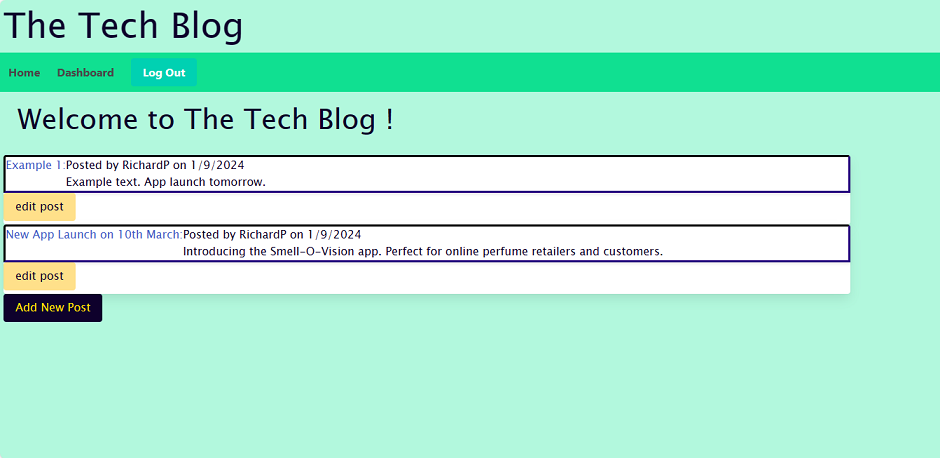 The Tech Blog
Home Dashboard Log Out
Welcome to The Tech Blog !
Example 1:Posted by RichardP on 1/9/2024
Example text. App launch tomorrow.
edit post
New App Launch on 10th March:Posted by RichardP on 1/9/2024
Introducing the Smell-O-Vision app. Perfect for online perfume retailers and customers.
edit post
Add New Post